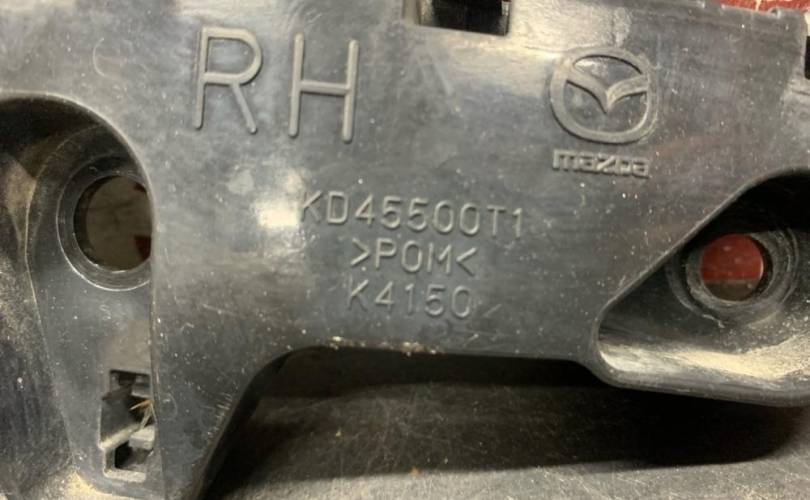 RH
mazda
KD45500T1
>POM<
K4150